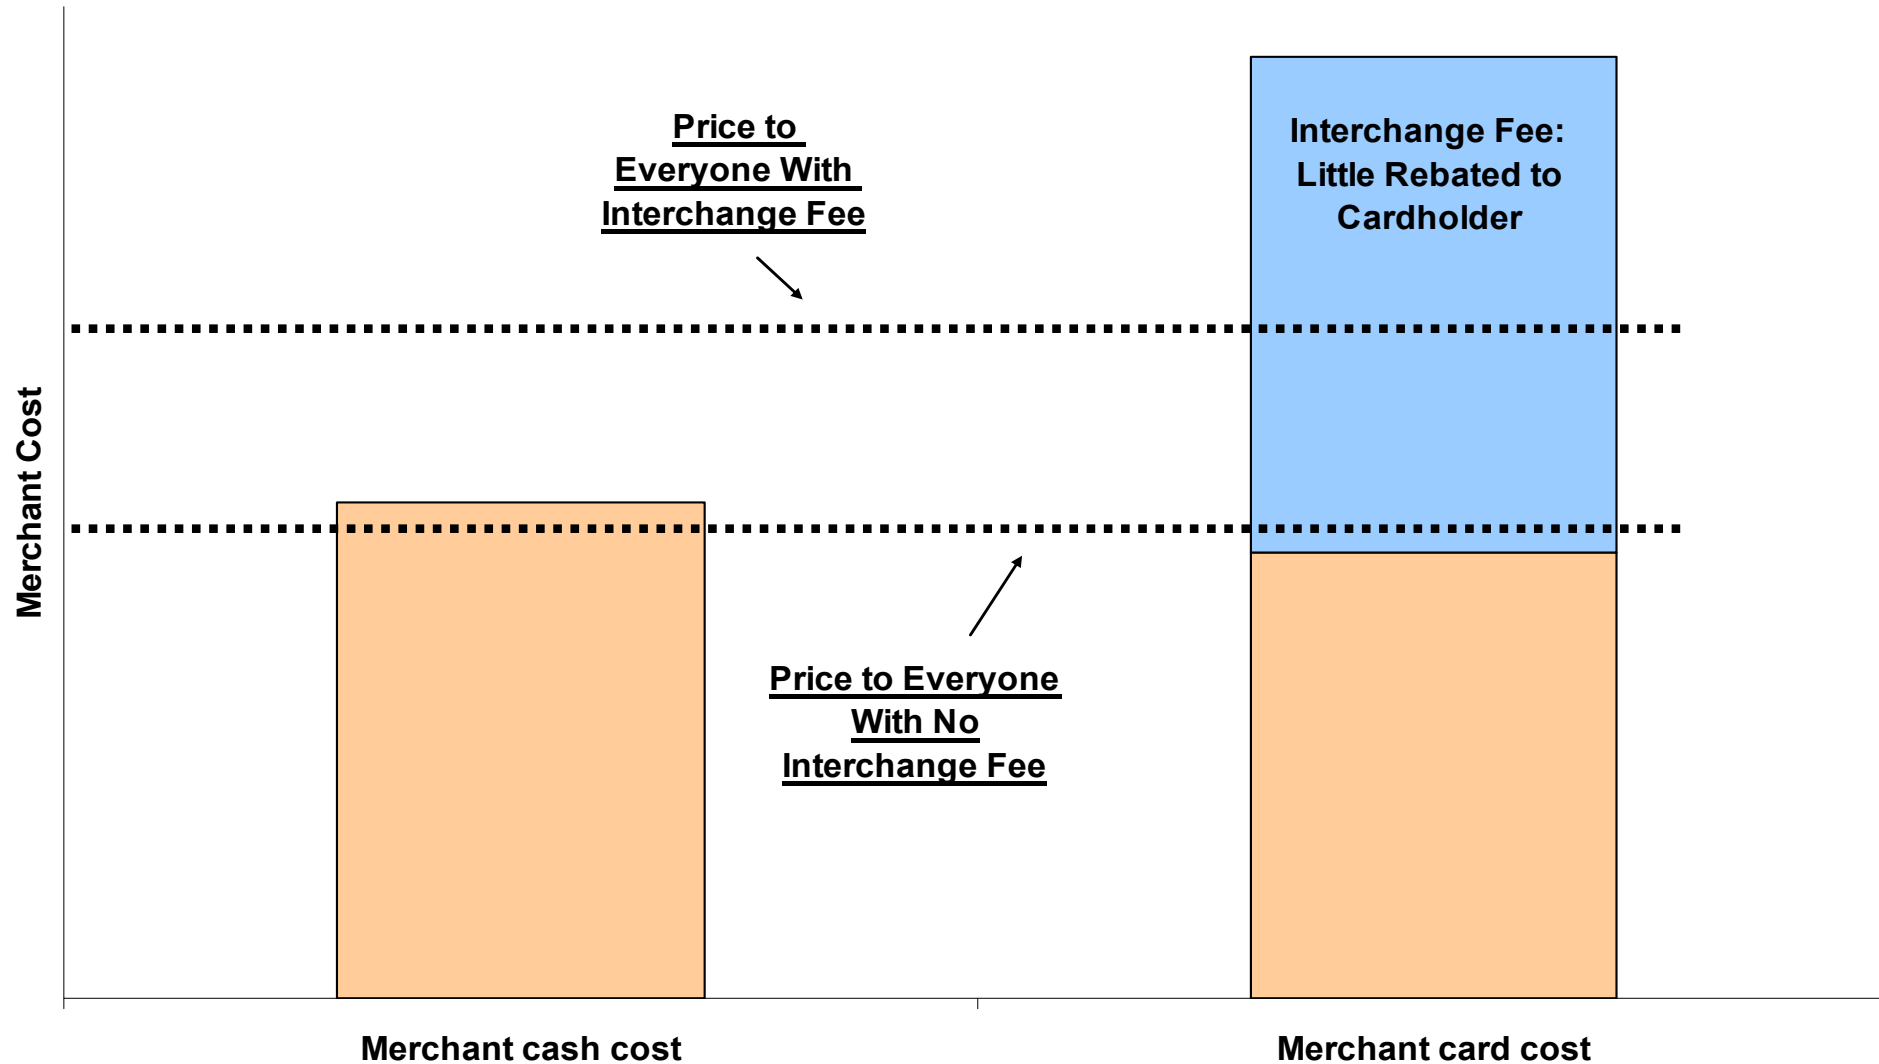 Price to
Everyone With
Interchange Fee
Interchange Fee:
Little Rebated to
Cardholder
Merchant Cost
Price to Everyone
With No
Interchange Fee
Merchant cash cost
Merchant card cost